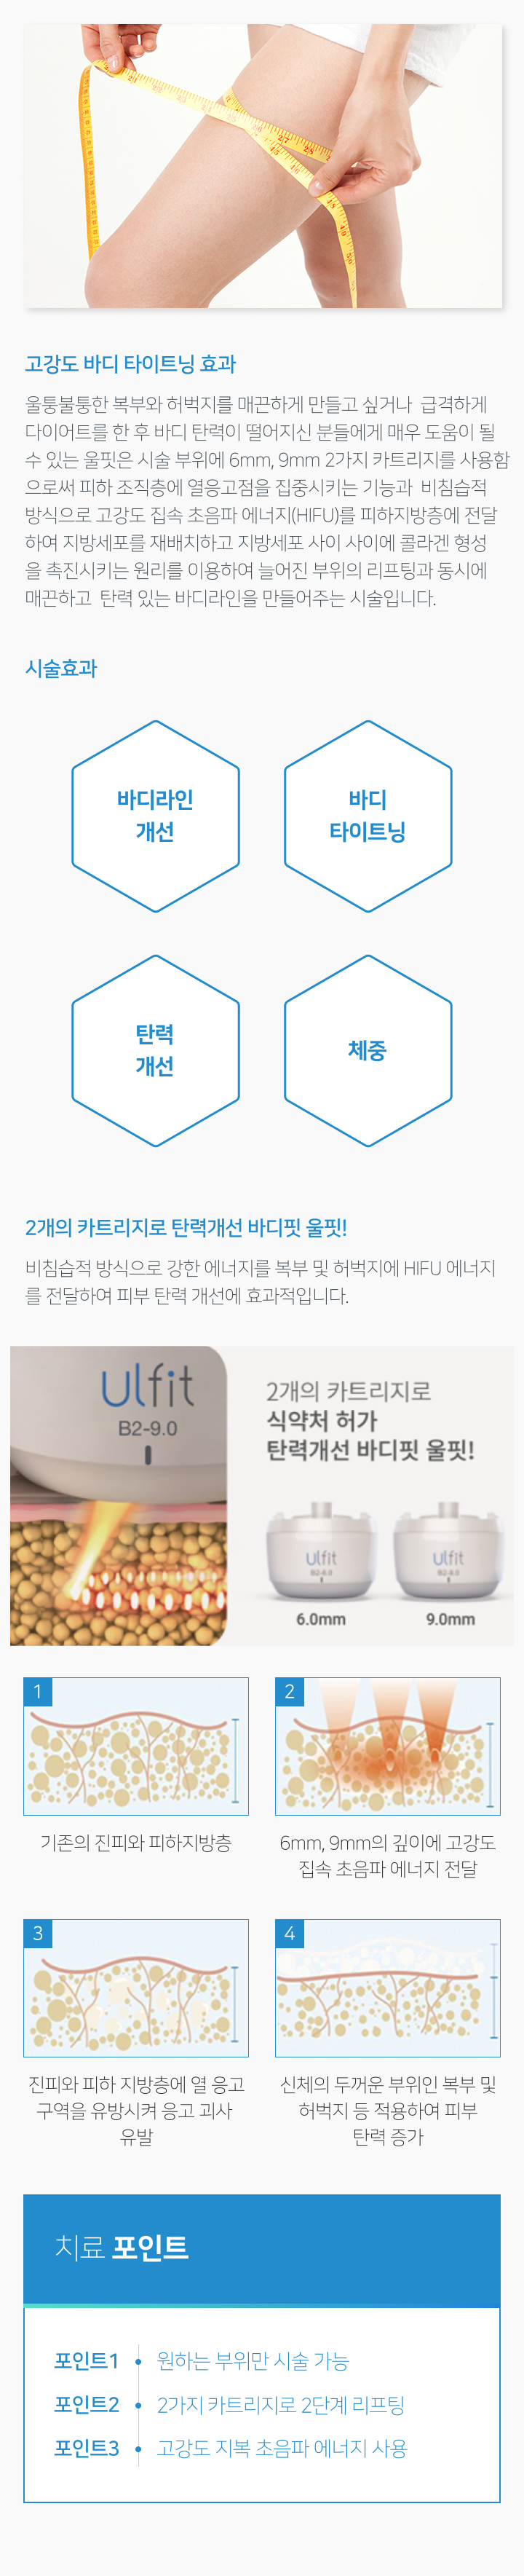 고강도 바디 타이트닝 효과
울퉁불퉁한 복부와 허벅지를 매끈하게 만들고 싶거나 급격하게
다이어트를 한 후 바디 탄력이 떨어지신 분들에게 매우 도움이 될
수 있는 울핏은 시술 부위에 6mm, 9mm 2가지 카트리지를 사용함
으로써 피하 조직층에 열응고점을 집중시키는 기능과 비침습적
방식으로 고강도 집속 초음파 에너지(HIFU)를 피하지방층에 전달
하여 지방세포를 재배치하고 지방세포 사이 사이에 콜라겐 형성
을 촉진시키는 원리를 이용하여 늘어진 부위의 리프팅과 동시에
매끈하고 탄력 있는 바디라인을 만들어주는 시술입니다.
시술효과
바디라인
개선
바디
타이트닝
탄력
개선
체중
2개의 카트리지로 탄력개선 바디핏 울핏!
비침습적 방식으로 강한 에너지를 복부 및 허벅지에 HIFU 에너지
를 전달하여 피부 탄력 개선에 효과적입니다.
Ulfit
B2-9.0
2개의 카트리지로
식약처 허가
탄력개선 바디핏 울핏!
Ulfit
B2-6.0
Ulfit
6.0mm
9.0mm
1
2
기존의 진피와 피하지방층
6mm, 9mm의 깊이에 고강도
집속 초음파 에너지 전달
3
4
진피와 피하 지방층에 열 응고
구역을 유방시켜 응고 괴사
유발
신체의 두꺼운 부위인 복부 및
허벅지 등 적용하여 피부
탄력 증가
치료 포인트
포인트1 • 원하는 부위만 시술 가능
포인트2 • 2가지 카트리지로 2단계 리프팅
포인트3 • 고강도 지복 초음파 에너지 사용